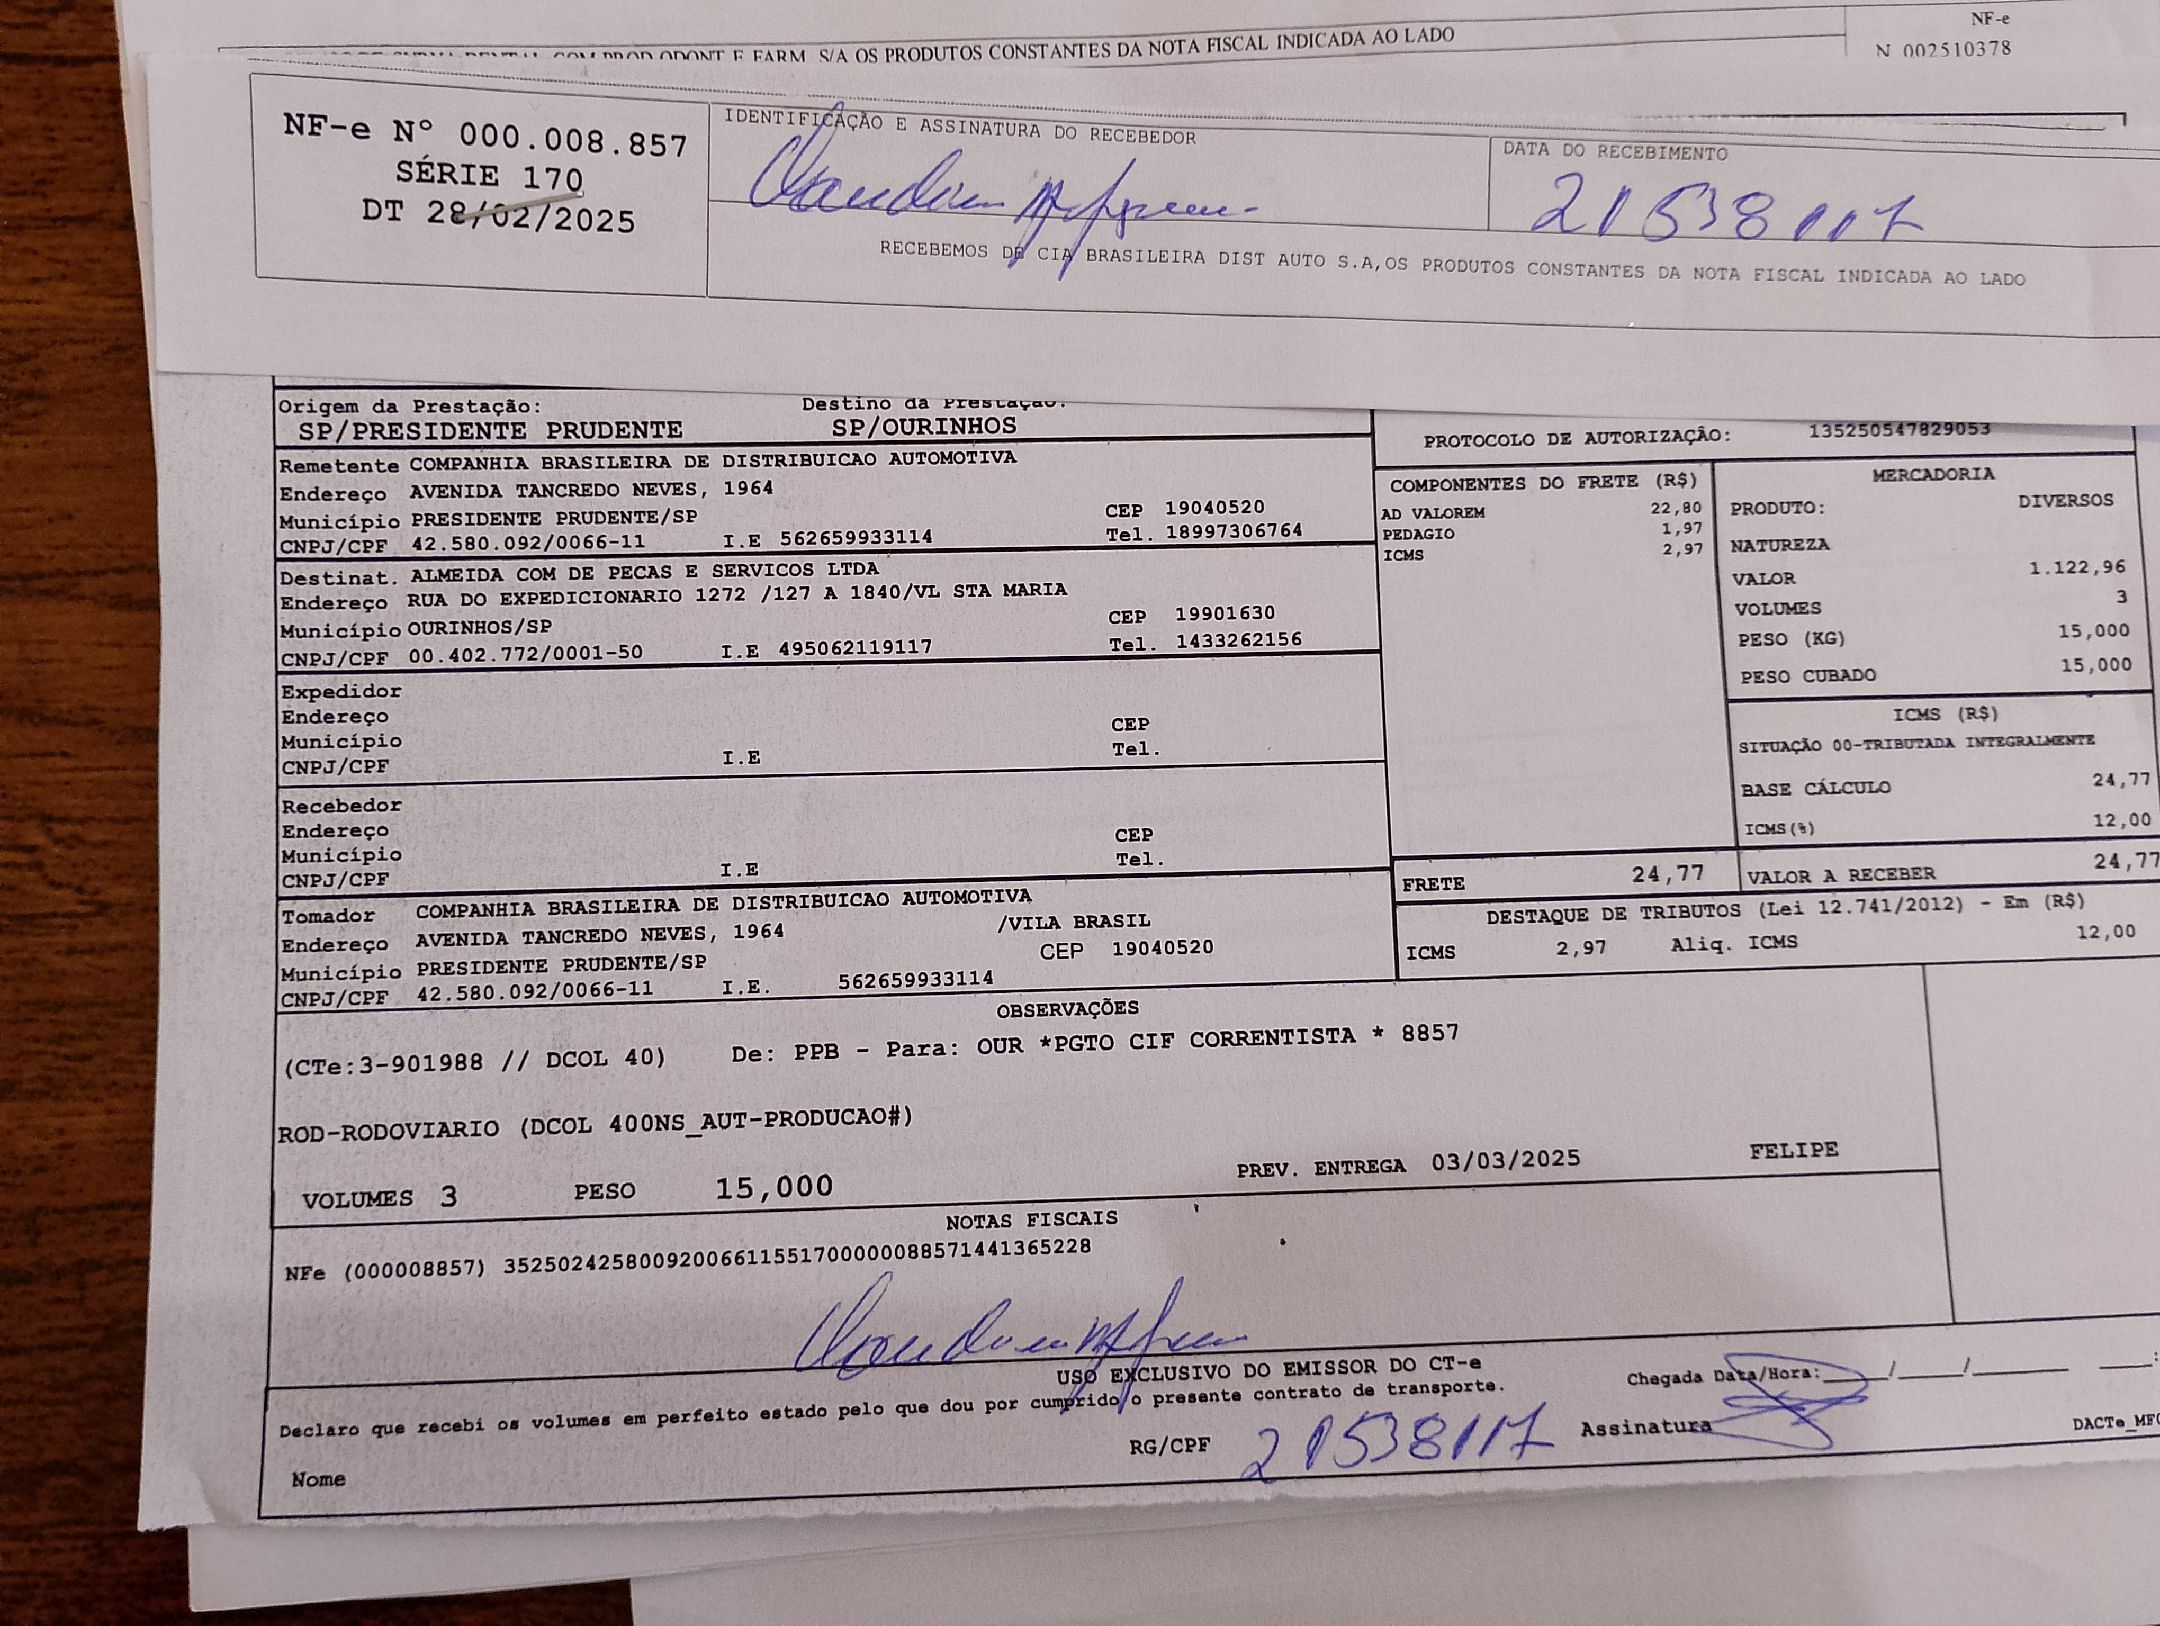 COM PROD ODONT E FARM S/A OS PRODUTOS CONSTANTES DA NOTA FISCAL INDICADA AO LADO
NF-e
N 002510378
NF-e Nº 000.008.857
SÉRIE 170
DT 28/02/2025
IDENTIFICAÇÃO E ASSINATURA DO RECEBEDOR
DATA DO RECEBIMENTO
21538117
RECEBEMOS DE CIA BRASILEIRA DIST AUTO S.A,OS PRODUTOS CONSTANTES DA NOTA FISCAL INDICADA AO LADO
Origem da Prestação: Destino da Prestação:
SP/PRESIDENTE PRUDENTE SP/OURINHOS
PROTOCOLO DE AUTORIZAÇÃO: 135250547829053
Remetente COMPANHIA BRASILEIRA DE DISTRIBUICAO AUTOMOTIVA
Endereço AVENIDA TANCREDO NEVES, 1964
Município PRESIDENTE PRUDENTE/SP CEP 19040520
CNPJ/CPF 42.580.092/0066-11 I.E 562659933114 Tel. 18997306764
Destinat. ALMEIDA COM DE PECAS E SERVICOS LTDA
Endereço RUA DO EXPEDICIONARIO 1272 /127 A 1840/VL STA MARIA
Município OURINHOS/SP CEP 19901630
CNPJ/CPF 00.402.772/0001-50 I.E 495062119117 Tel. 1433262156
Expedidor
Endereço
Município CEP
CNPJ/CPF I.E Tel.
Recebedor
Endereço
Município CEP
CNPJ/CPF I.E Tel.
Tomador COMPANHIA BRASILEIRA DE DISTRIBUICAO AUTOMOTIVA
Endereço AVENIDA TANCREDO NEVES, 1964 /VILA BRASIL
Município PRESIDENTE PRUDENTE/SP CEP 19040520
CNPJ/CPF 42.580.092/0066-11 I.E. 562659933114
COMPONENTES DO FRETE (R$)
AD VALOREM 22,80
PEDAGIO 1,97
ICMS 2,97
MERCADORIA
PRODUTO: DIVERSOS
NATUREZA
VALOR 1.122,96
VOLUMES 3
PESO (KG) 15,000
PESO CUBADO 15,000
ICMS (R$)
SITUAÇÃO 00-TRIBUTADA INTEGRALMENTE
BASE CÁLCULO 24,77
ICMS(%) 12,00
FRETE 24,77 VALOR A RECEBER 24,77
DESTAQUE DE TRIBUTOS (Lei 12.741/2012) - Em (R$)
ICMS 2,97 Aliq. ICMS 12,00
OBSERVAÇÕES
(CTe:3-901988 // DCOL 40) De: PPB - Para: OUR *PGTO CIF CORRENTISTA * 8857
ROD-RODOVIARIO (DCOL 400NS_AUT-PRODUCAO#)
VOLUMES 3 PESO 15,000 PREV. ENTREGA 03/03/2025 FELIPE
NOTAS FISCAIS
NFe (000008857) 35250242580092006611551700000088571441365228
USO EXCLUSIVO DO EMISSOR DO CT-e
Declaro que recebi os volumes em perfeito estado pelo que dou por cumprido o presente contrato de transporte.
Chegada Data/Hora: / / :
Nome RG/CPF 21538117 Assinatura
DACTe_MF